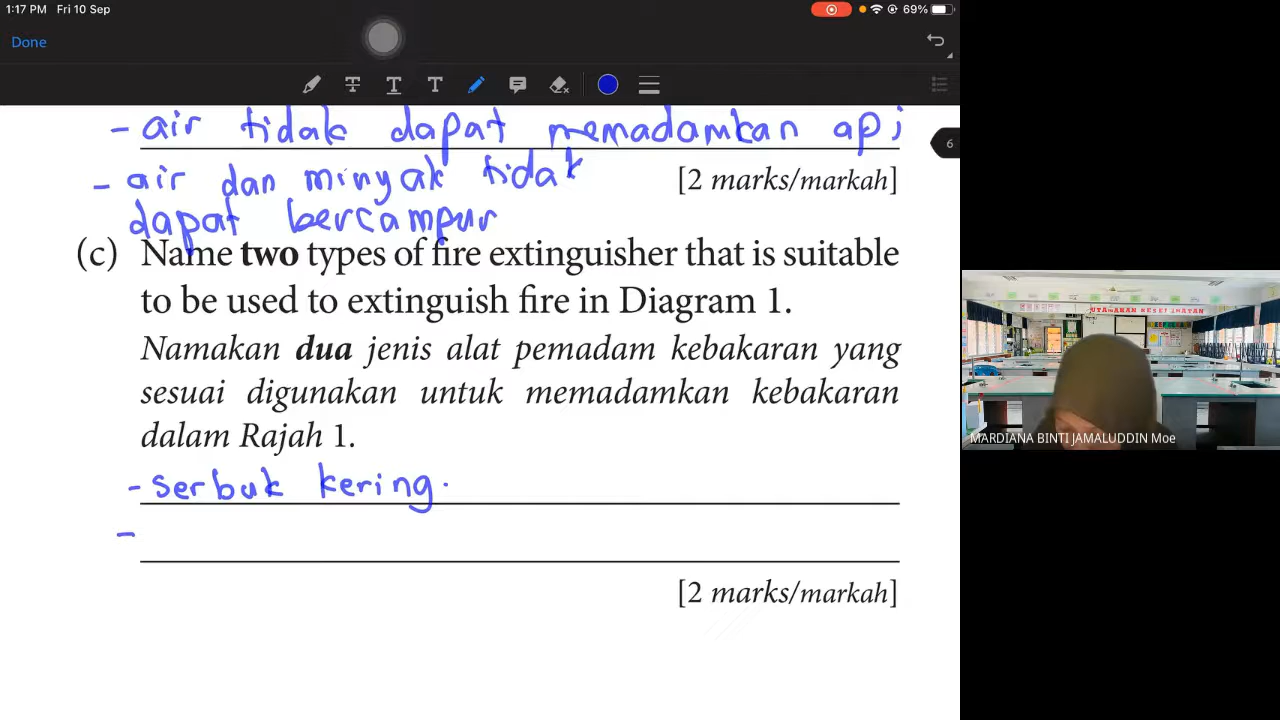 1:17 PM Fri 10 Sep
69%
Done
T T T
6
- air tidak dapat memadamkan api
- air dan minyak tidak
dapat bercampur
[2 marks/markah]
(c) Name two types of fire extinguisher that is suitable
to be used to extinguish fire in Diagram 1.
Namakan dua jenis alat pemadam kebakaran yang
sesuai digunakan untuk memadamkan kebakaran
dalam Rajah 1.
- serbuk kering.
-
[2 marks/markah]
UTAMAKAN KESELAMATAN
MARDIANA BINTI JAMALUDDIN Moe